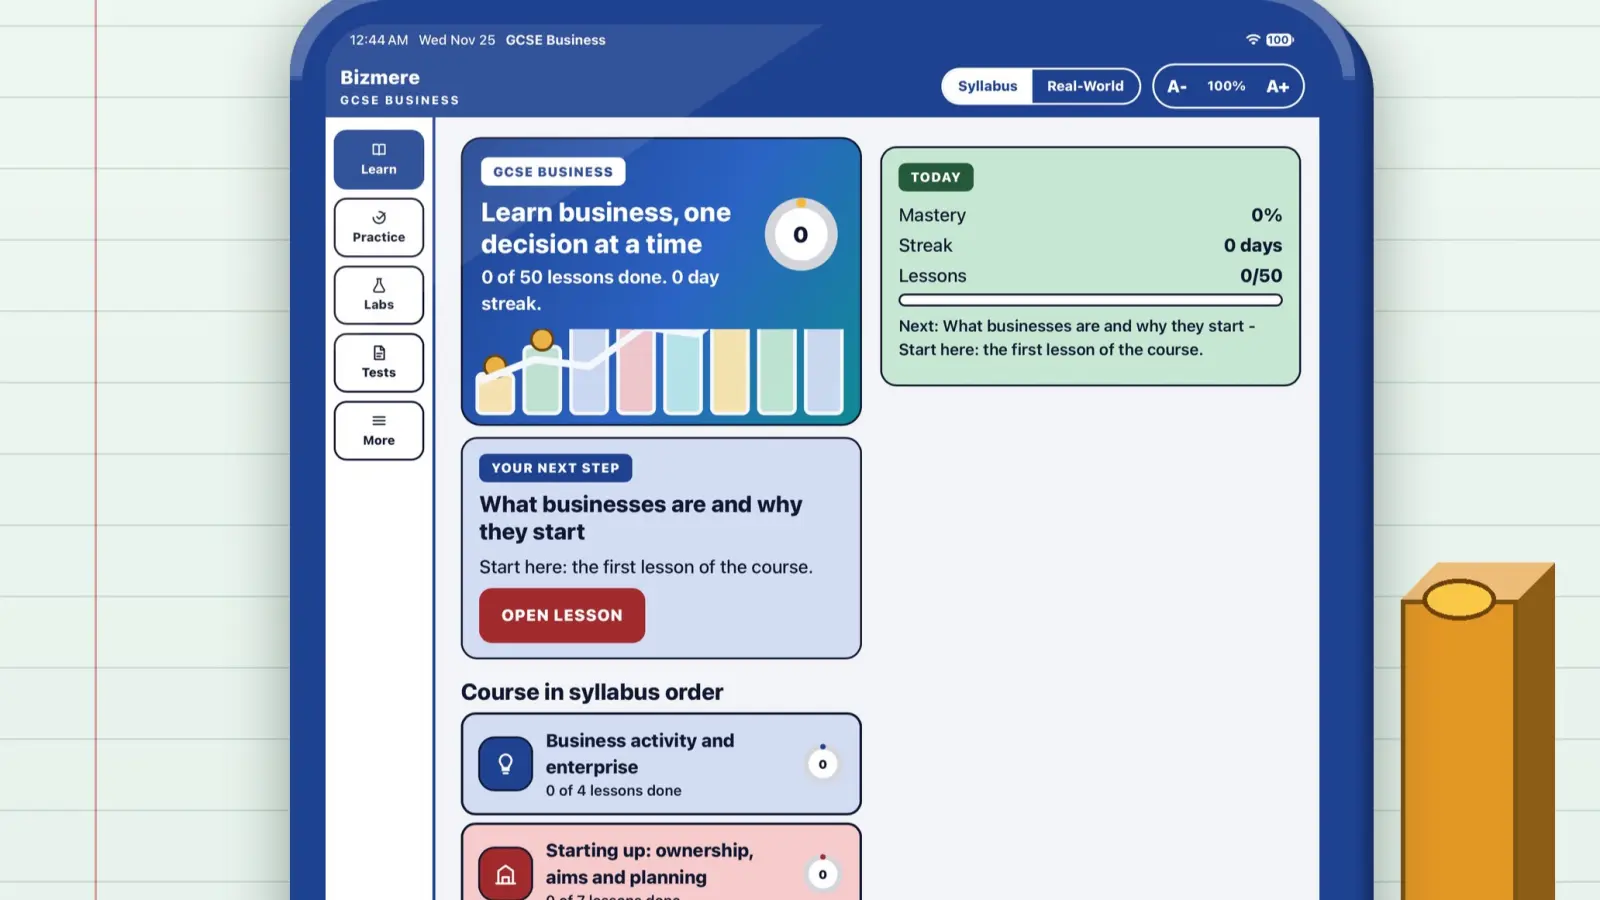 12:44 AM Wed Nov 25 GCSE Business
100
Bizmere
GCSE BUSINESS
Syllabus
Real-World
A- 100% A+
Learn
Practice
Labs
Tests
More
GCSE BUSINESS
Learn business, one
decision at a time
0 of 50 lessons done. 0 day
streak.
0
YOUR NEXT STEP
What businesses are and why
they start
Start here: the first lesson of the course.
OPEN LESSON
Course in syllabus order
Business activity and
enterprise
0 of 4 lessons done
0
Starting up: ownership,
aims and planning
0 of 7 lessons done
0
TODAY
Mastery 0%
Streak 0 days
Lessons 0/50
Next: What businesses are and why they start -
Start here: the first lesson of the course.